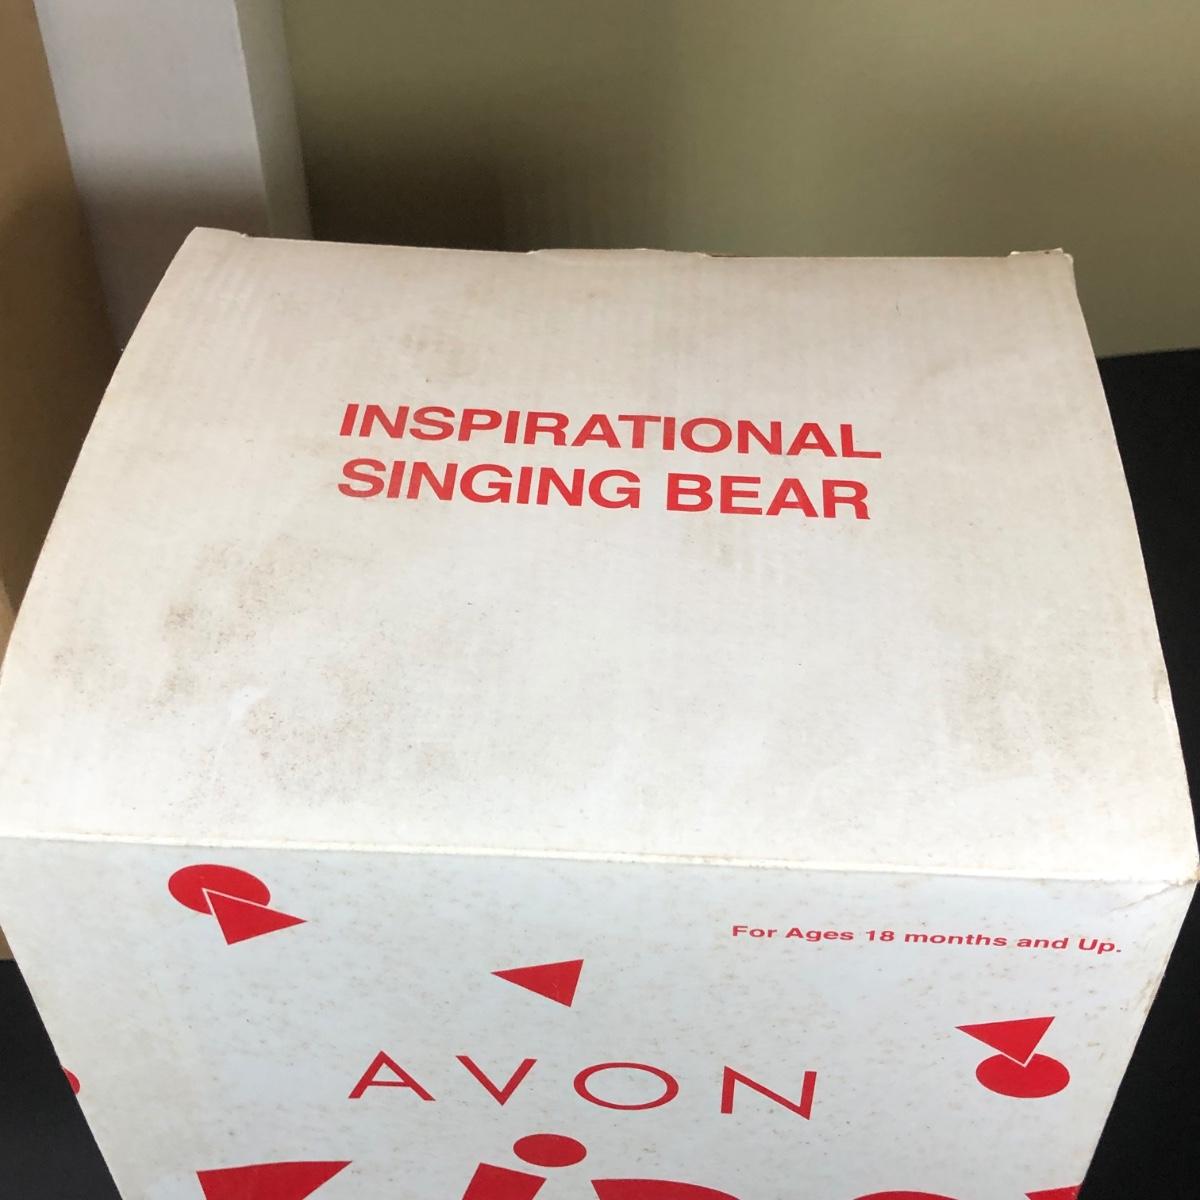 INSPIRATIONAL
SINGING BEAR
For Ages 18 months and Up.
AVON